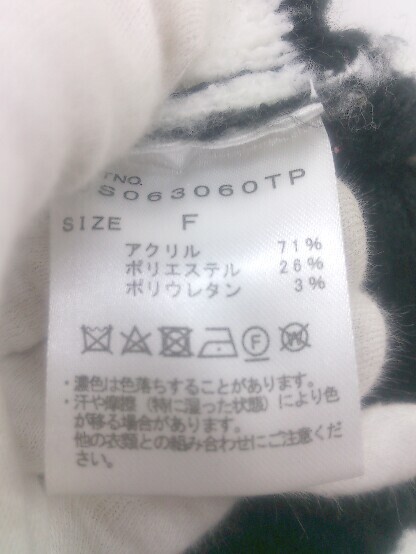 TNO.
S063060TP
SIZE F
アクリル 71%
ポリエステル 26%
ポリウレタン 3%
・濃色は色落ちすることがあります。
・汗や摩擦(特に湿った状態)により色
が移る場合があります。
他の衣類との組み合わせにご注意くだ
さい。